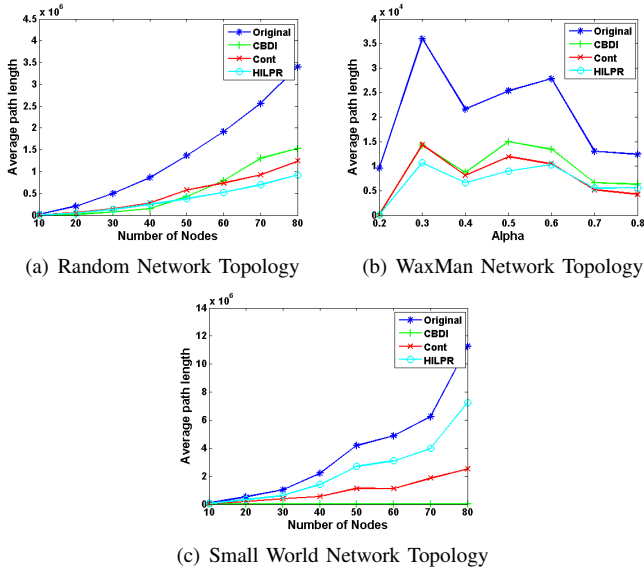 x 10^6
4.5
4
3.5
3
2.5
2
1.5
1
0.5
0
Average path length
10 20 30 40 50 60 70 80
Number of Nodes
Original
CBDI
Cont
HILPR
(a) Random Network Topology
x 10^4
4
3.5
3
2.5
2
1.5
1
0.5
0
Average path length
0.2 0.3 0.4 0.5 0.6 0.7 0.8
Alpha
Original
CBDI
Cont
HILPR
(b) WaxMan Network Topology
x 10^6
14
12
10
8
6
4
2
0
Average path length
10 20 30 40 50 60 70 80
Number of Nodes
Original
CBDI
Cont
HILPR
(c) Small World Network Topology